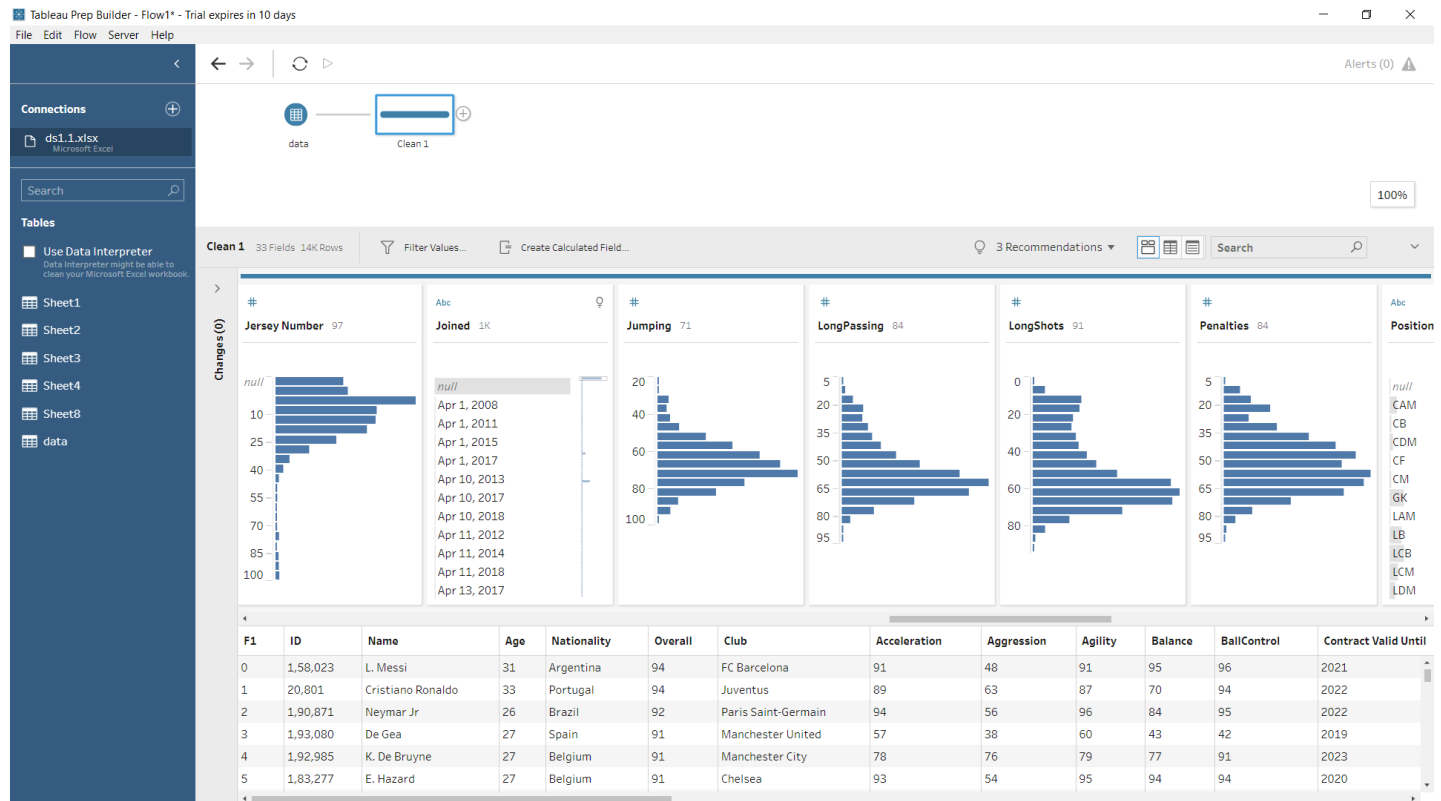 Tableau Prep Builder - Flow1* - Trial expires in 10 days
File Edit Flow Server Help
Alerts (0)
Connections
ds1.1.xlsx
Microsoft Excel
data
Clean 1
Search
100%
Tables
Use Data Interpreter
Data Interpreter might be able to
clean your Microsoft Excel workbook.
Sheet1
Sheet2
Sheet3
Sheet4
Sheet8
data
Clean 1 33 Fields 14K Rows Filter Values... Create Calculated Field... 3 Recommendations Search
Changes (0)
#
Jersey Number 97
null
10
25
40
55
70
85
100
Abc
Joined 1K
null
Apr 1, 2008
Apr 1, 2011
Apr 1, 2015
Apr 1, 2017
Apr 10, 2013
Apr 10, 2017
Apr 10, 2018
Apr 11, 2012
Apr 11, 2014
Apr 11, 2018
Apr 13, 2017
#
Jumping 71
20
40
60
80
100
#
LongPassing 84
5
20
35
50
65
80
95
#
LongShots 91
0
20
40
60
80
#
Penalties 84
5
20
35
50
65
80
95
Abc
Position
null
CAM
CB
CDM
CF
CM
GK
LAM
LB
LCB
LCM
LDM
F1 ID Name Age Nationality Overall Club Acceleration Aggression Agility Balance BallControl Contract Valid Until
0 1,58,023 L. Messi 31 Argentina 94 FC Barcelona 91 48 91 95 96 2021
1 20,801 Cristiano Ronaldo 33 Portugal 94 Juventus 89 63 87 70 94 2022
2 1,90,871 Neymar Jr 26 Brazil 92 Paris Saint-Germain 94 56 96 84 95 2022
3 1,93,080 De Gea 27 Spain 91 Manchester United 57 38 60 43 42 2019
4 1,92,985 K. De Bruyne 27 Belgium 91 Manchester City 78 76 79 77 91 2023
5 1,83,277 E. Hazard 27 Belgium 91 Chelsea 93 54 95 94 94 2020